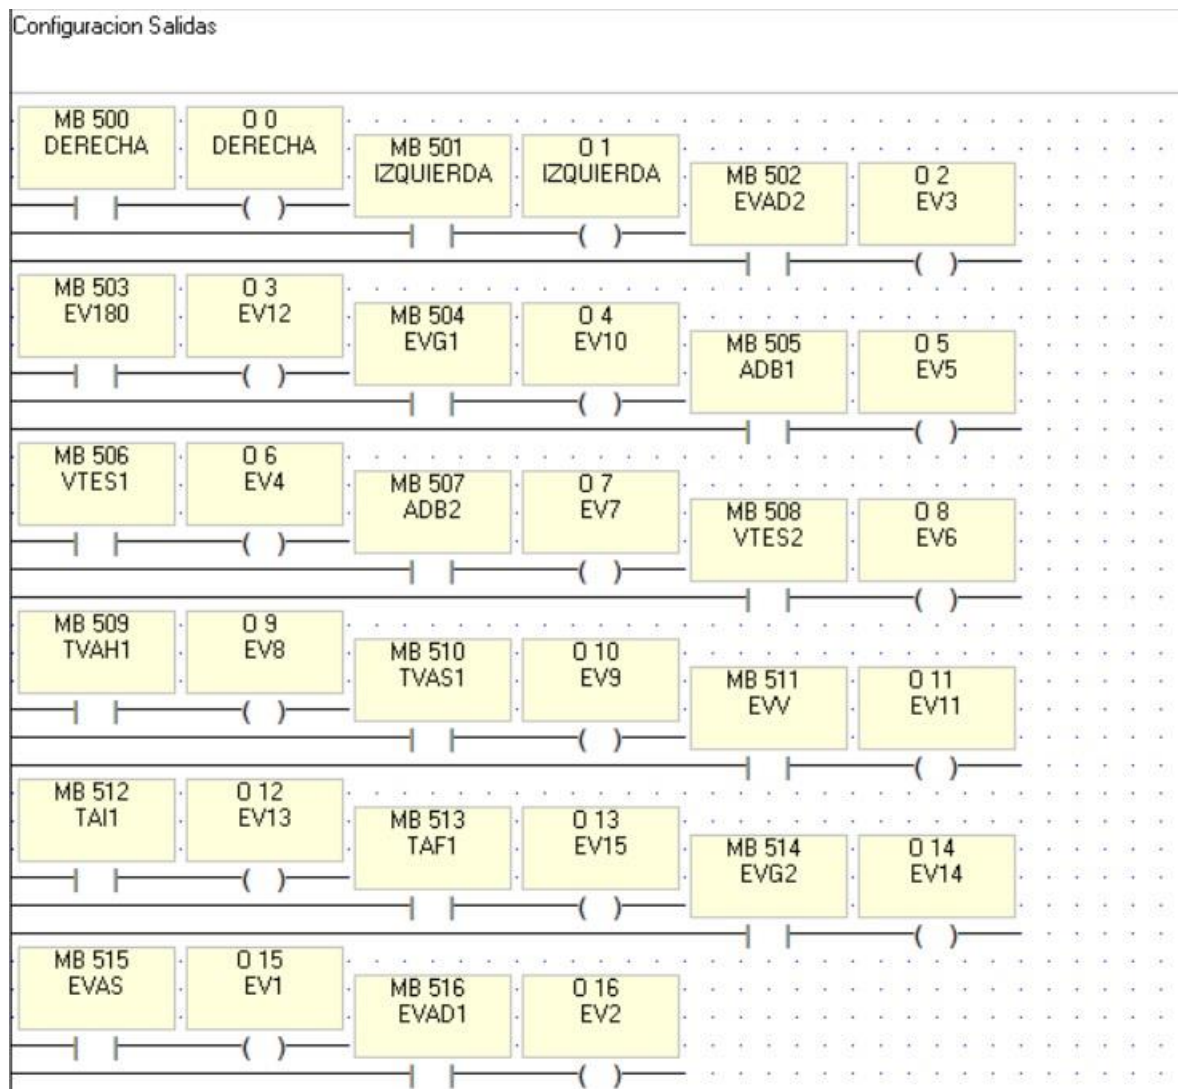 Configuracion Salidas
MB 500
DERECHA
O 0
DERECHA
MB 501
IZQUIERDA
O 1
IZQUIERDA
MB 502
EVAD2
O 2
EV3
MB 503
EV180
O 3
EV12
MB 504
EVG1
O 4
EV10
MB 505
ADB1
O 5
EV5
MB 506
VTES1
O 6
EV4
MB 507
ADB2
O 7
EV7
MB 508
VTES2
O 8
EV6
MB 509
TVAH1
O 9
EV8
MB 510
TVAS1
O 10
EV9
MB 511
EVV
O 11
EV11
MB 512
TAI1
O 12
EV13
MB 513
TAF1
O 13
EV15
MB 514
EVG2
O 14
EV14
MB 515
EVAS
O 15
EV1
MB 516
EVAD1
O 16
EV2